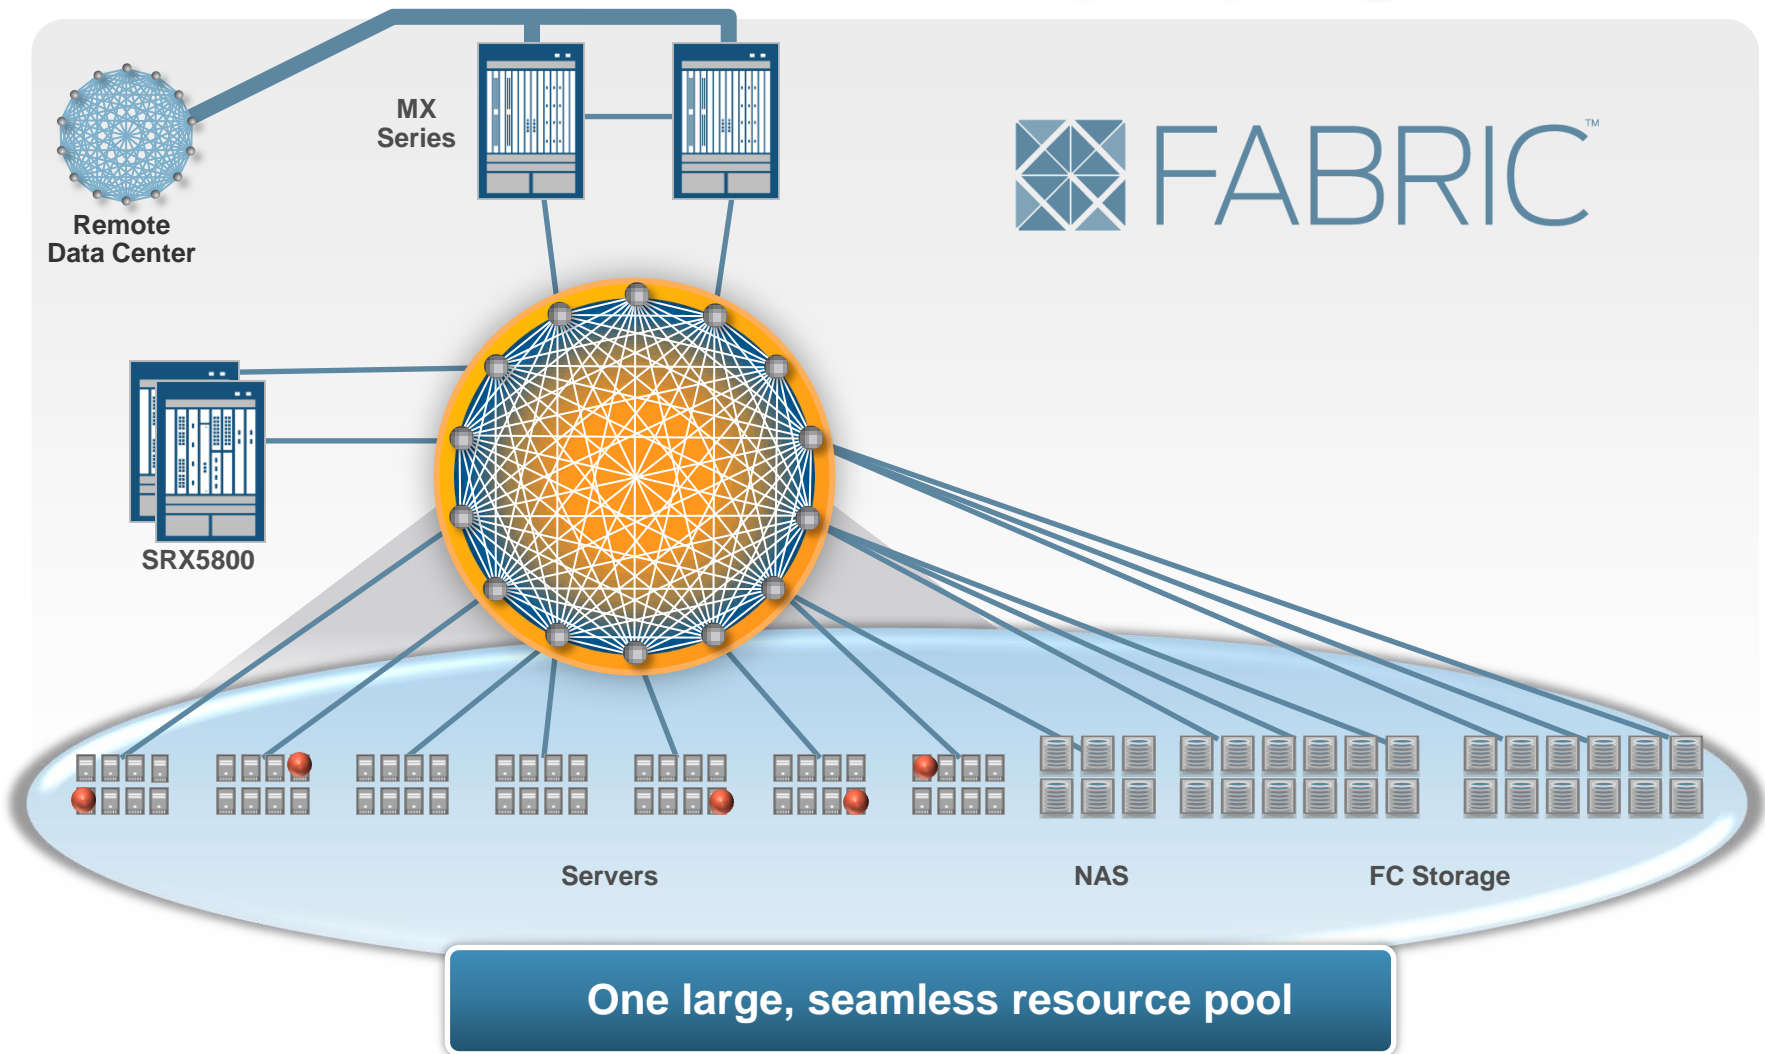 MX
Series
FABRIC™
Remote
Data Center
SRX5800
Servers
NAS
FC Storage
One large, seamless resource pool